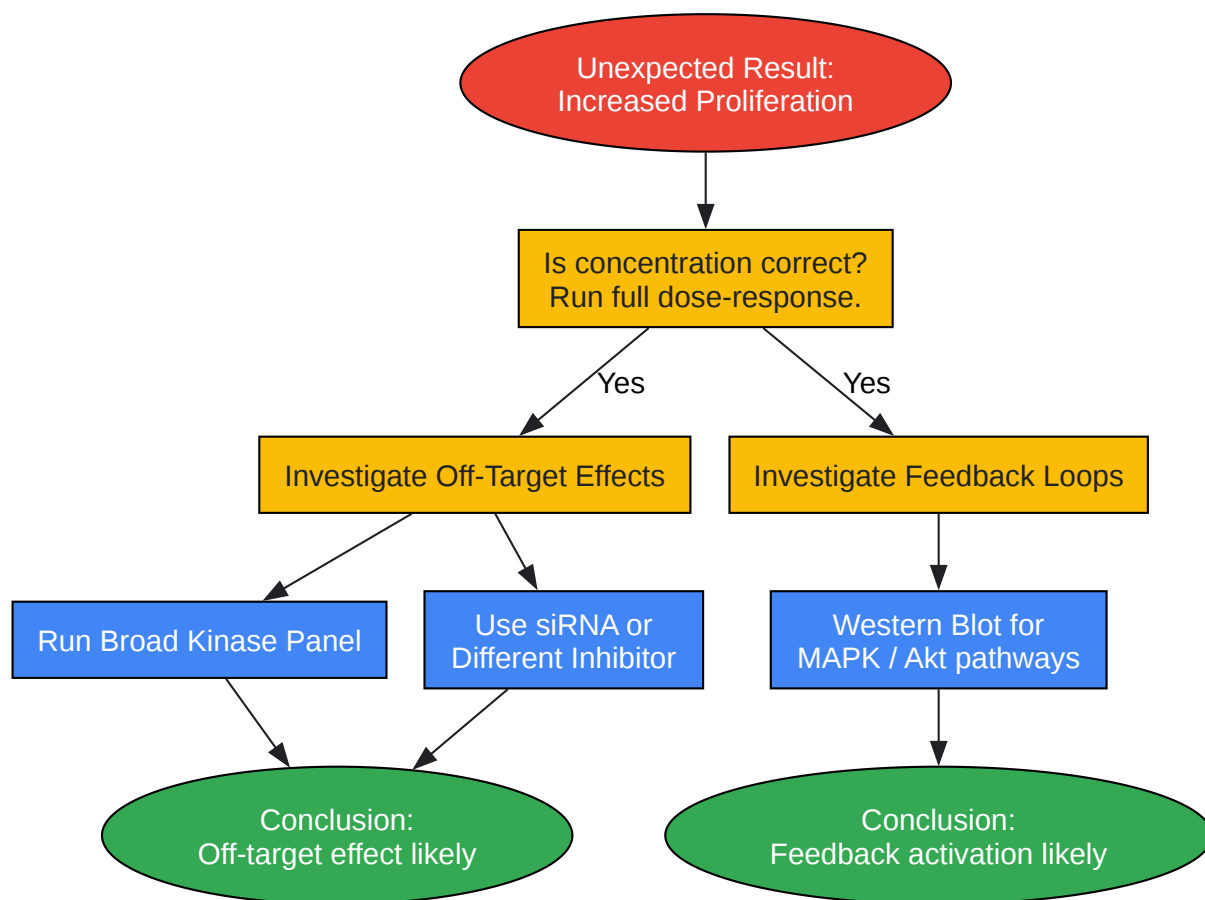 Unexpected Result:
Increased Proliferation
Is concentration correct?
Run full dose-response.
Yes
Yes
Investigate Off-Target Effects
Investigate Feedback Loops
Run Broad Kinase Panel
Use siRNA or
Different Inhibitor
Western Blot for
MAPK / Akt pathways
Conclusion:
Off-target effect likely
Conclusion:
Feedback activation likely